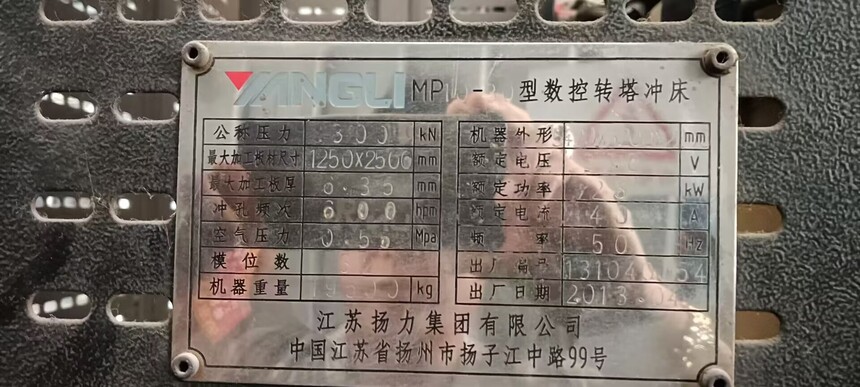 YANGLI MP 型数控转塔冲床
公称压力 300 kN
最大加工板材尺寸 1250X2500 mm
最大加工板厚 6.35 mm
冲孔频次 600 hpm
空气压力 0.55 Mpa
模位数
机器重量 kg
机器外形 mm
额定电压 V
额定功率 kW
额定电流 40 A
频率 50 Hz
出厂编号
出厂日期 2013.
江苏扬力集团有限公司
中国江苏省扬州市扬子江中路99号